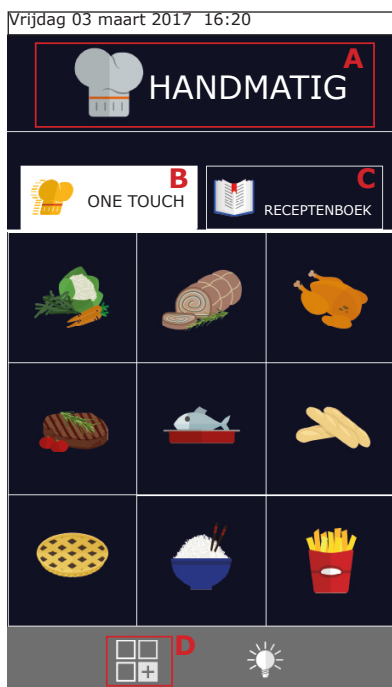 Vrijdag 03 maart 2017 16:20
A
HANDMATIG
B
ONE TOUCH
C
RECEPTENBOEK
D